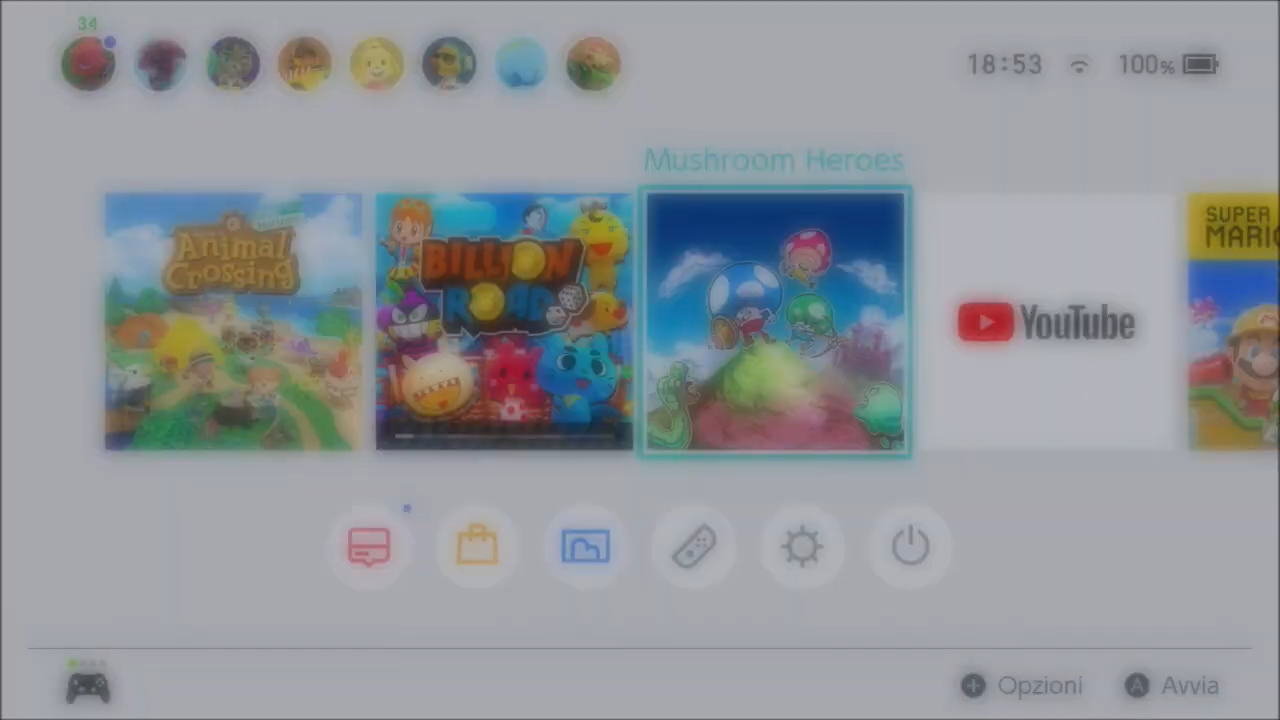 34
18:53
100%
Mushroom Heroes
Animal
Crossing
BILLION
ROAD
YouTube
SUPER
MARIO
Opzioni
Avvia